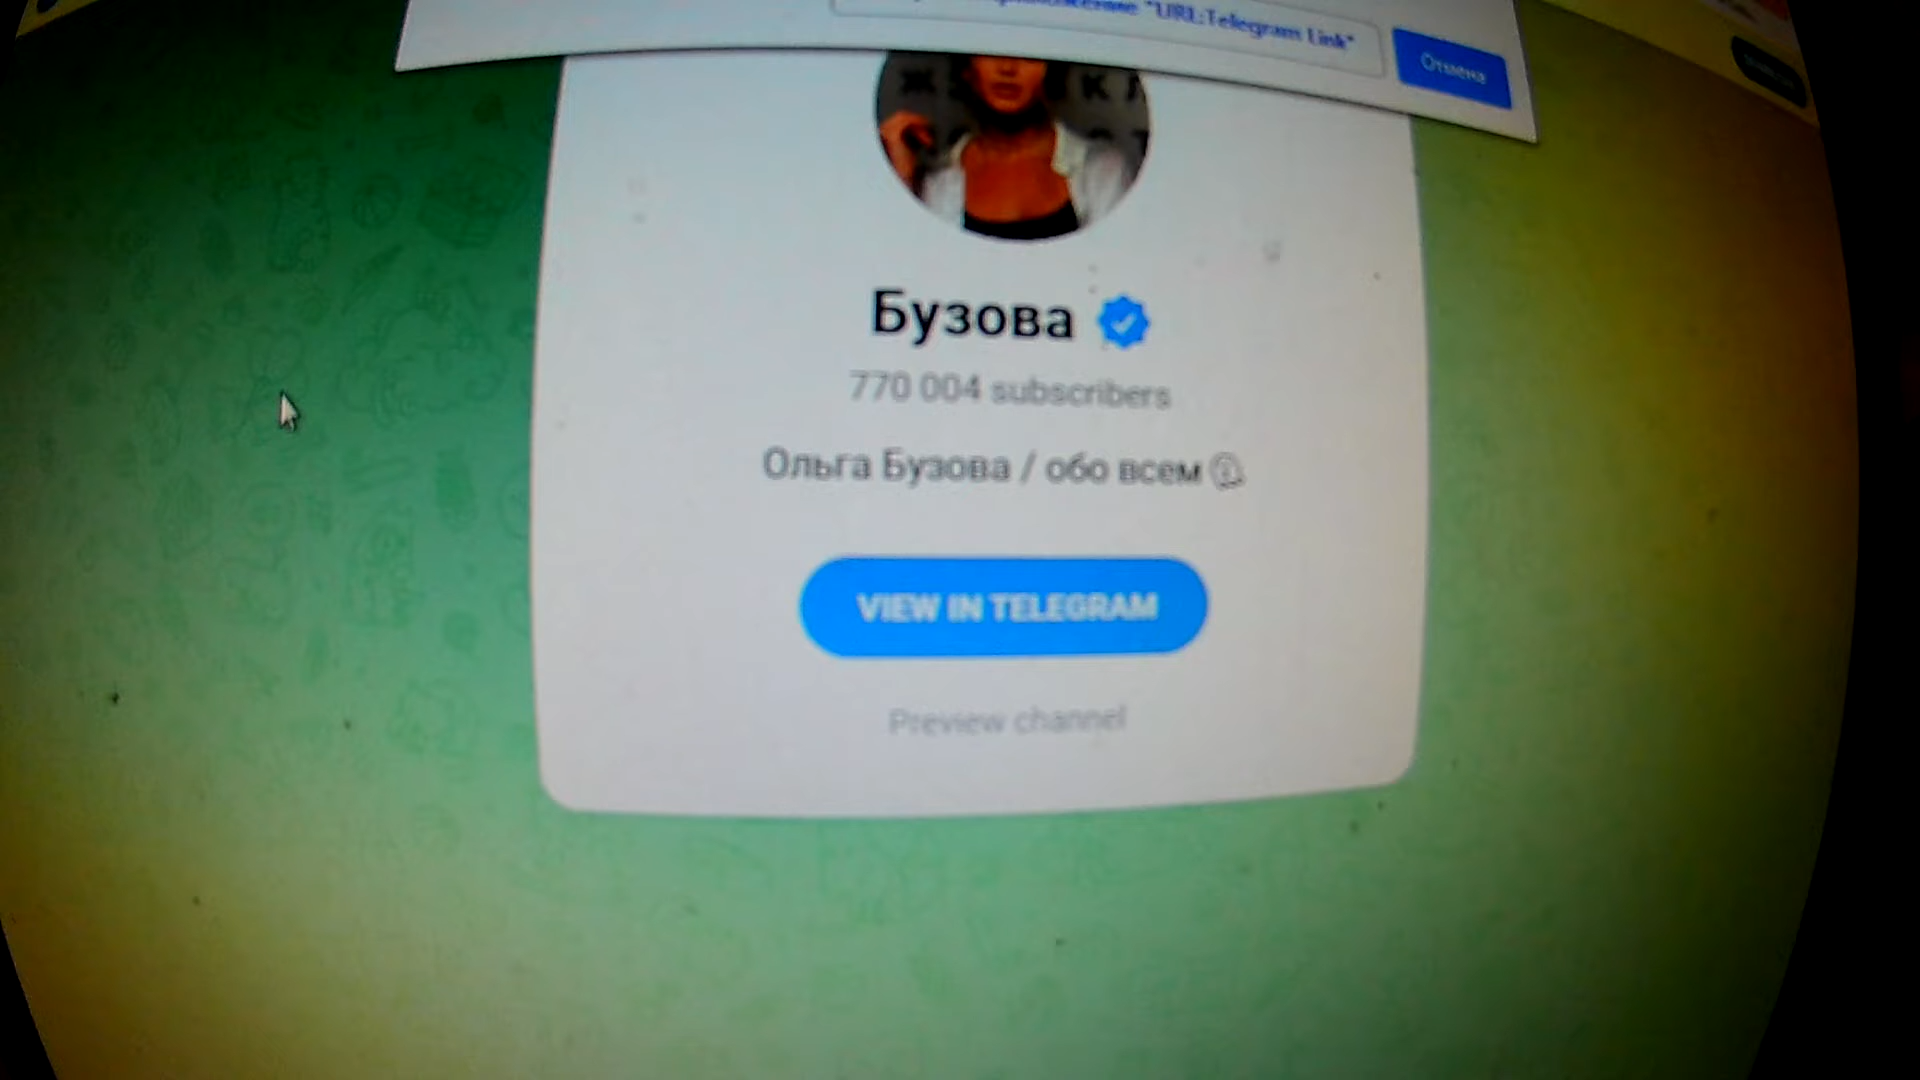 "URL:Telegram Link"
Отмена
Бузова
770 004 subscribers
Ольга Бузова / обо всем
VIEW IN TELEGRAM
Preview channel